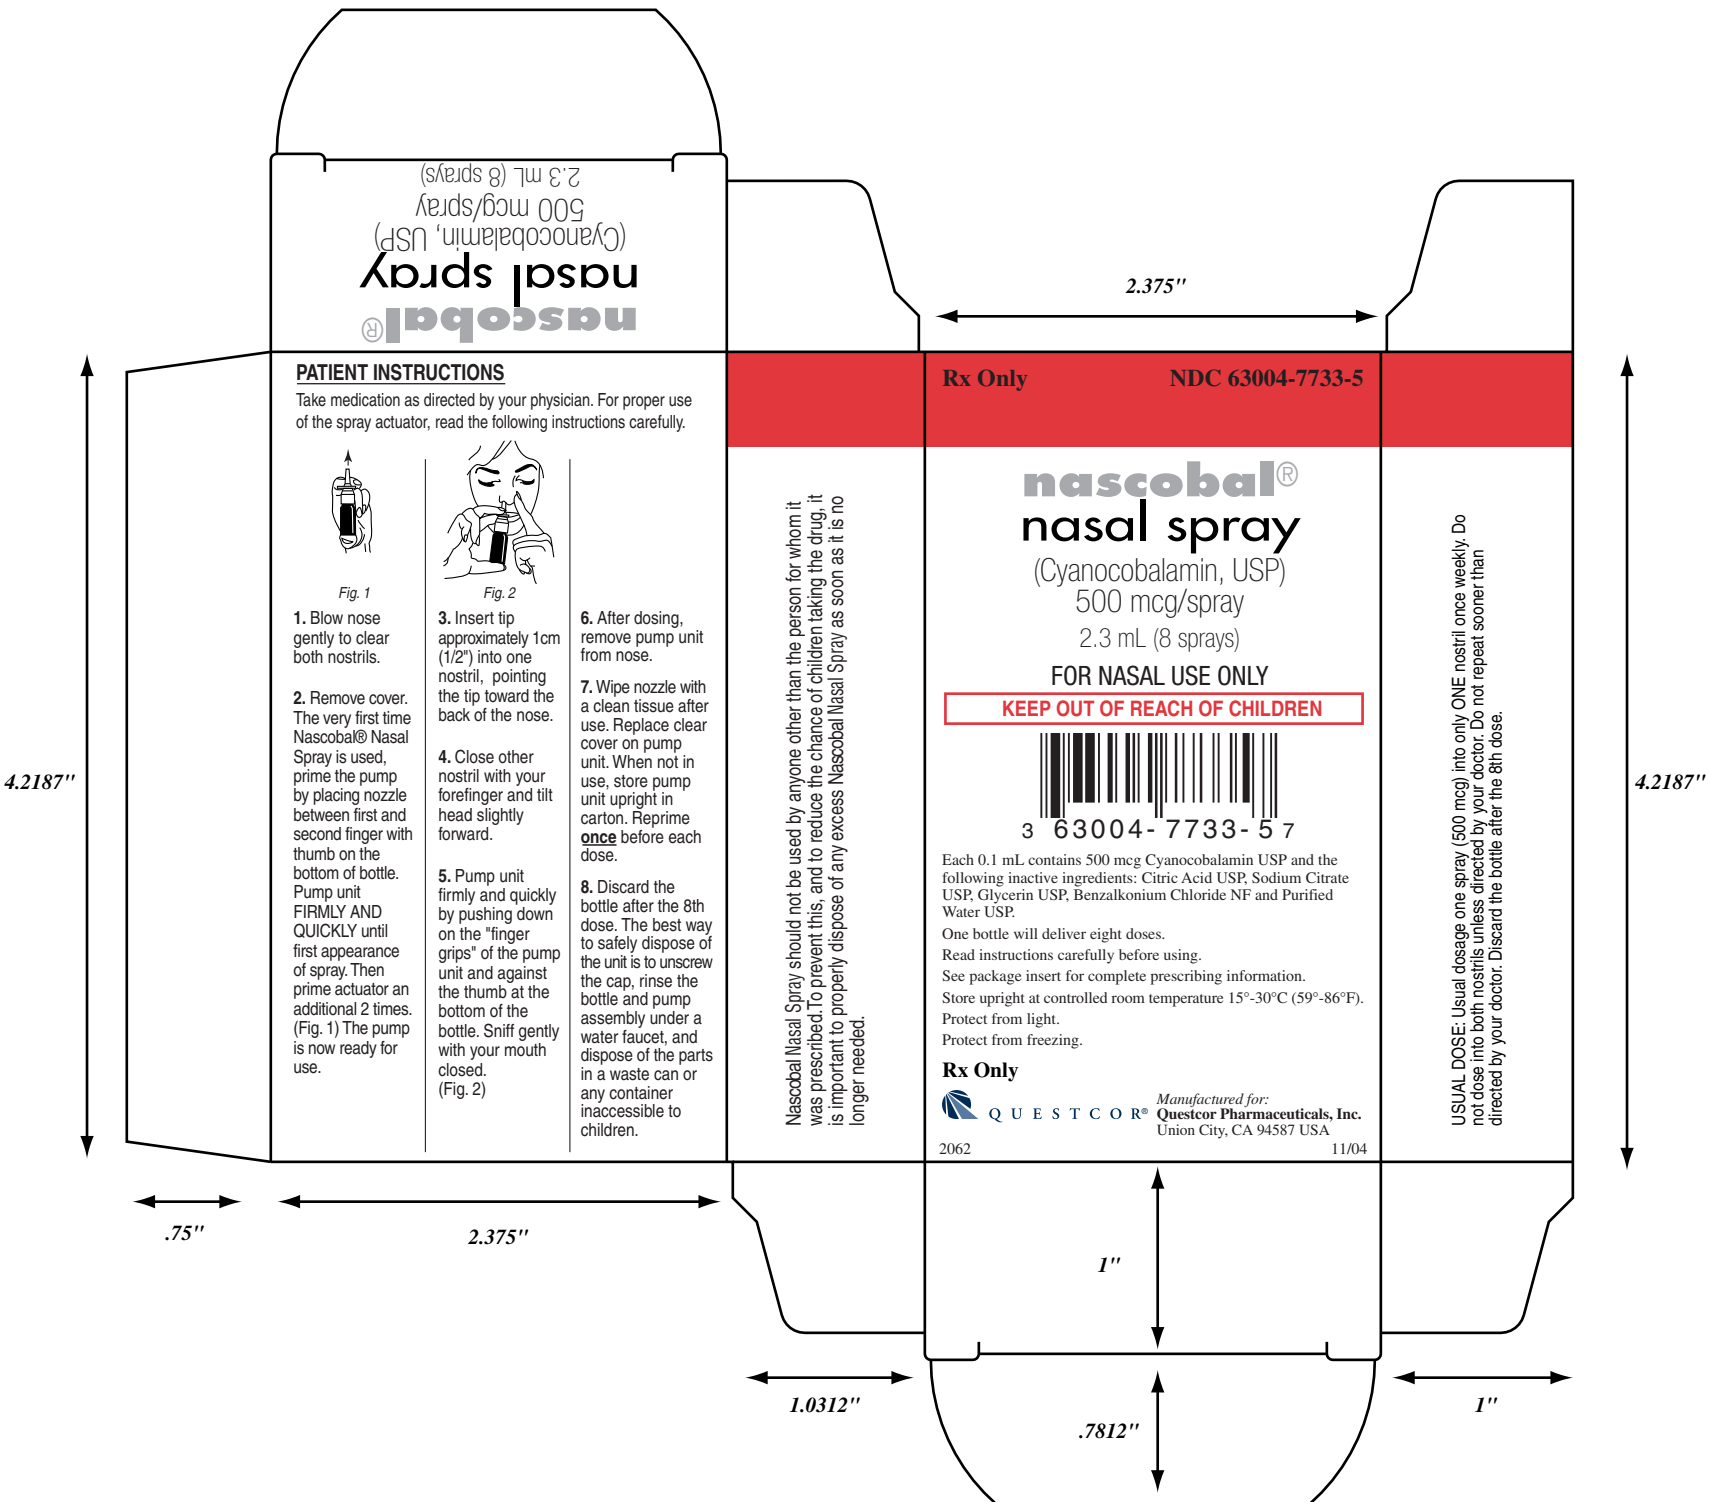 2.3 mL (8 sprays)
500 mcg/spray
(Cyanocobalamin, USP)
nasal spray
nascobal®
2.375"
4.2187"
PATIENT INSTRUCTIONS
Take medication as directed by your physician. For proper use
of the spray actuator, read the following instructions carefully.
Fig. 1
1. Blow nose
gently to clear
both nostrils.
2. Remove cover.
The very first time
Nascobal® Nasal
Spray is used,
prime the pump
by placing nozzle
between first and
second finger with
thumb on the
bottom of bottle.
Pump unit
FIRMLY AND
QUICKLY until
first appearance
of spray. Then
prime actuator an
additional 2 times.
(Fig. 1) The pump
is now ready for
use.
Fig. 2
3. Insert tip
approximately 1cm
(1/2") into one
nostril, pointing
the tip toward the
back of the nose.
4. Close other
nostril with your
forefinger and tilt
head slightly
forward.
5. Pump unit
firmly and quickly
by pushing down
on the "finger
grips" of the pump
unit and against
the thumb at the
bottom of the
bottle. Sniff gently
with your mouth
closed.
(Fig. 2)
6. After dosing,
remove pump unit
from nose.
7. Wipe nozzle with
a clean tissue after
use. Replace clear
cover on pump
unit. When not in
use, store pump
unit upright in
carton. Reprime
once before each
dose.
8. Discard the
bottle after the 8th
dose. The best way
to safely dispose of
the unit is to unscrew
the cap, rinse the
bottle and pump
assembly under a
water faucet, and
dispose of the parts
in a waste can or
any container
inaccessible to
children.
Nascobal Nasal Spray should not be used by anyone other than the person for whom it
was prescribed. To prevent this, and to reduce the chance of children taking the drug, it
is important to properly dispose of any excess Nascobal Nasal Spray as soon as it is no
longer needed.
Rx Only NDC 63004-7733-5
nascobal®
nasal spray
(Cyanocobalamin, USP)
500 mcg/spray
2.3 mL (8 sprays)
FOR NASAL USE ONLY
KEEP OUT OF REACH OF CHILDREN
3 63004-7733-5 7
Each 0.1 mL contains 500 mcg Cyanocobalamin USP and the
following inactive ingredients: Citric Acid USP, Sodium Citrate
USP, Glycerin USP, Benzalkonium Chloride NF and Purified
Water USP.
One bottle will deliver eight doses.
Read instructions carefully before using.
See package insert for complete prescribing information.
Store upright at controlled room temperature 15°-30°C (59°-86°F).
Protect from light.
Protect from freezing.
Rx Only
QUESTCOR®
Manufactured for:
Questcor Pharmaceuticals, Inc.
Union City, CA 94587 USA
2062 11/04
USUAL DOSE: Usual dosage one spray (500 mcg) into only ONE nostril once weekly. Do
not dose into both nostrils unless directed by your doctor. Do not repeat sooner than
directed by your doctor. Discard the bottle after the 8th dose.
4.2187"
.75"
2.375"
1"
1.0312"
.7812"
1"